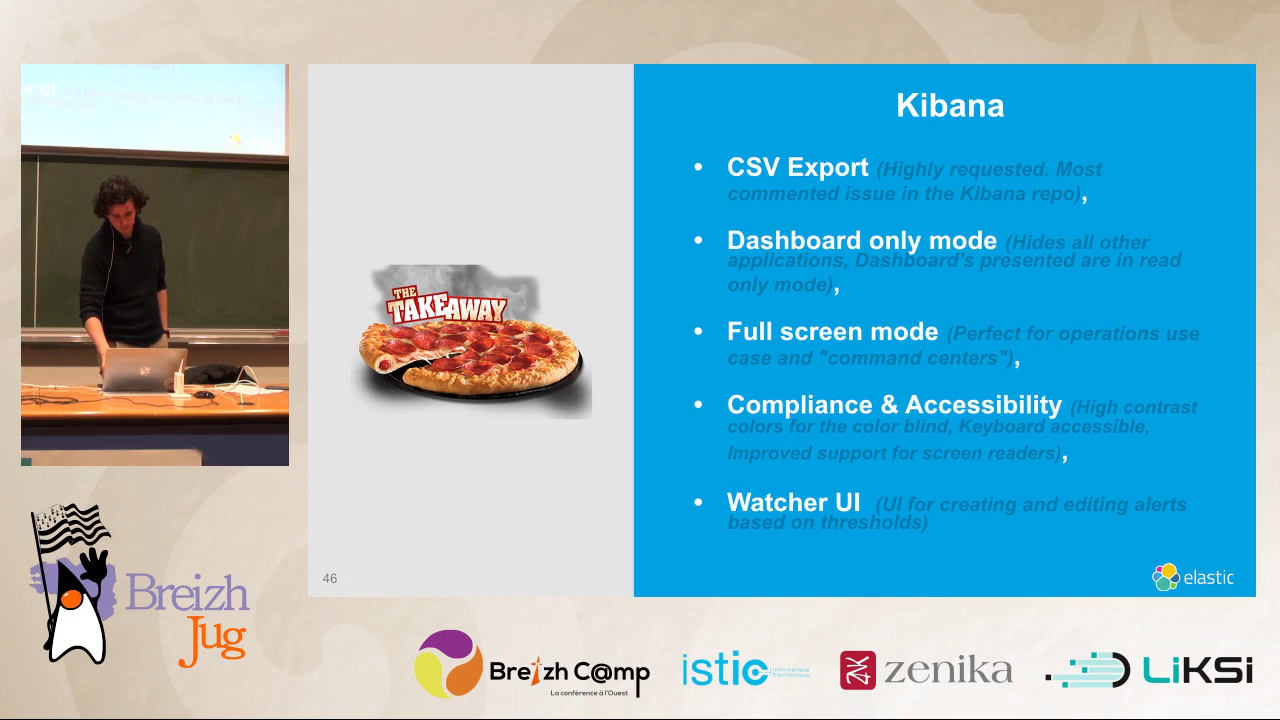 er UI
THE
TAKEAWAY
46
Kibana
• CSV Export (Highly requested. Most
commented issue in the Kibana repo),
• Dashboard only mode (Hides all other
applications, Dashboard's presented are in read
only mode),
• Full screen mode (Perfect for operations use
case and "command centers"),
• Compliance & Accessibility (High contrast
colors for the color blind, Keyboard accessible,
Improved support for screen readers),
• Watcher UI (UI for creating and editing alerts
based on thresholds)
elastic
Breizh
Jug
Breizh C@mp
La conférence à l'Ouest
istic Informatique
Electronique
zenika
LiKSi